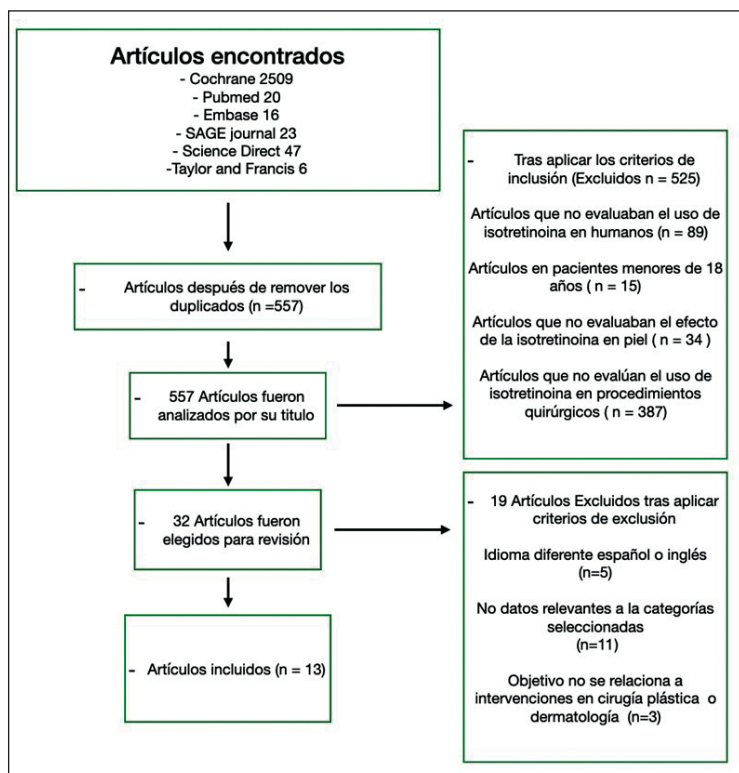 Artículos encontrados
- Cochrane 2509
- Pubmed 20
- Embase 16
- SAGE journal 23
- Science Direct 47
-Taylor and Francis 6
- Artículos después de remover los
duplicados (n =557)
- 557 Artículos fueron
analizados por su titulo
- 32 Artículos fueron
elegidos para revisión
- Artículos incluidos (n = 13)
- Tras aplicar los criterios de
inclusión (Excluidos n = 525)
Artículos que no evaluaban el uso de
isotretinoina en humanos (n = 89)
Artículos en pacientes menores de 18
años ( n = 15)
Artículos que no evaluaban el efecto
de la isotretinoina en piel ( n = 34 )
Artículos que no evalúan el uso de
isotretinoina en procedimientos
quirúrgicos ( n = 387)
- 19 Artículos Excluidos tras aplicar
criterios de exclusión
Idioma diferente español o inglés
(n=5)
No datos relevantes a la categorías
seleccionadas
(n=11)
Objetivo no se relaciona a
intervenciones en cirugía plástica o
dermatología (n=3)